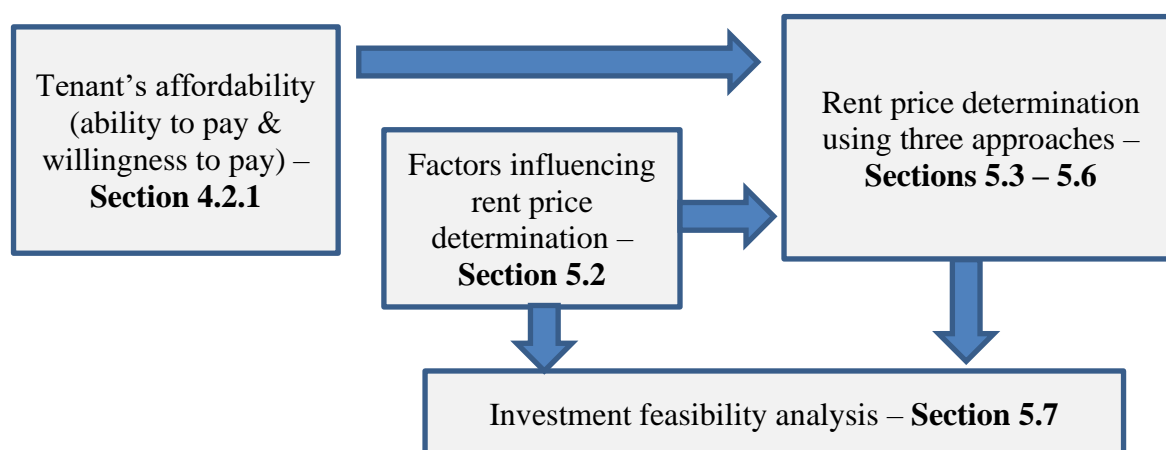 Tenant’s affordability
(ability to pay &
willingness to pay) –
Section 4.2.1
Factors influencing
rent price
determination –
Section 5.2
Rent price determination
using three approaches –
Sections 5.3 – 5.6
Investment feasibility analysis – Section 5.7